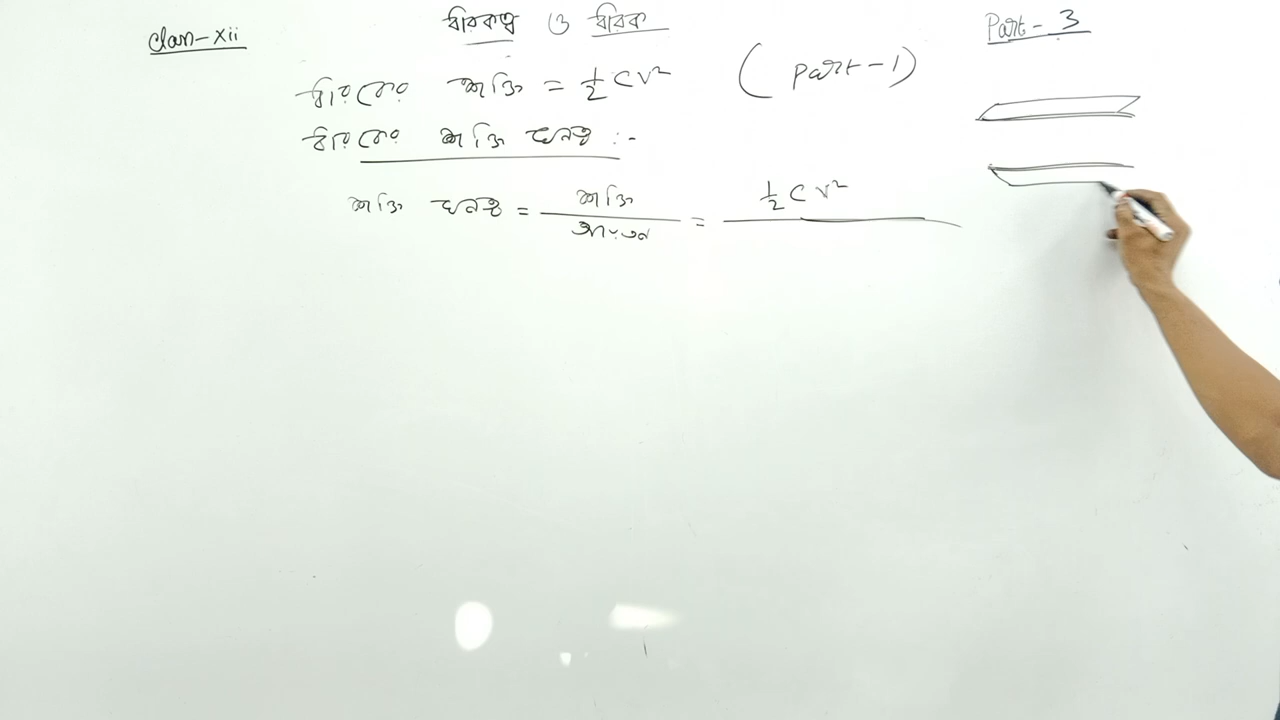 Class-Xii
ধারকত্ব ও ধারক
Part-3
ধারকের শক্তি = 1/2 CV² (Part-1)
ধারকের শক্তি ঘনত্ব :-
শক্তি ঘনত্ব = শক্তি / আয়তন = 1/2 CV² /